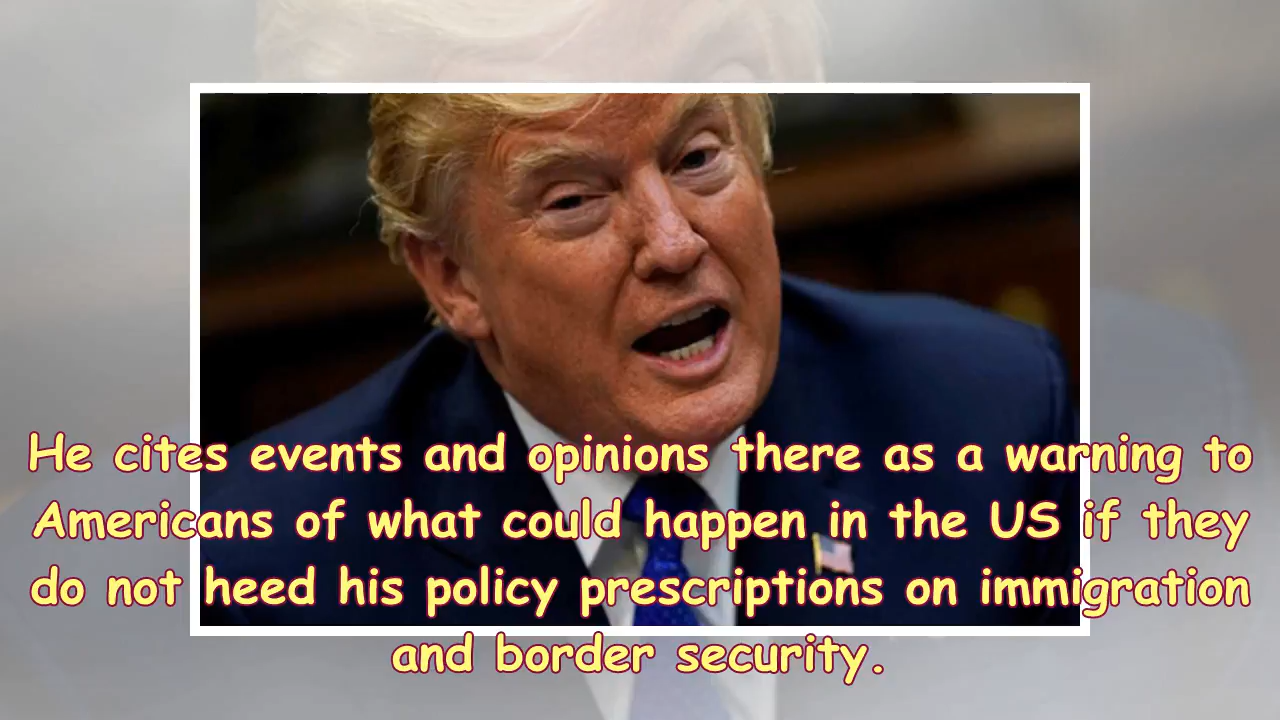 He cites events and opinions there as a warning to
Americans of what could happen in the US if they
do not heed his policy prescriptions on immigration
and border security.